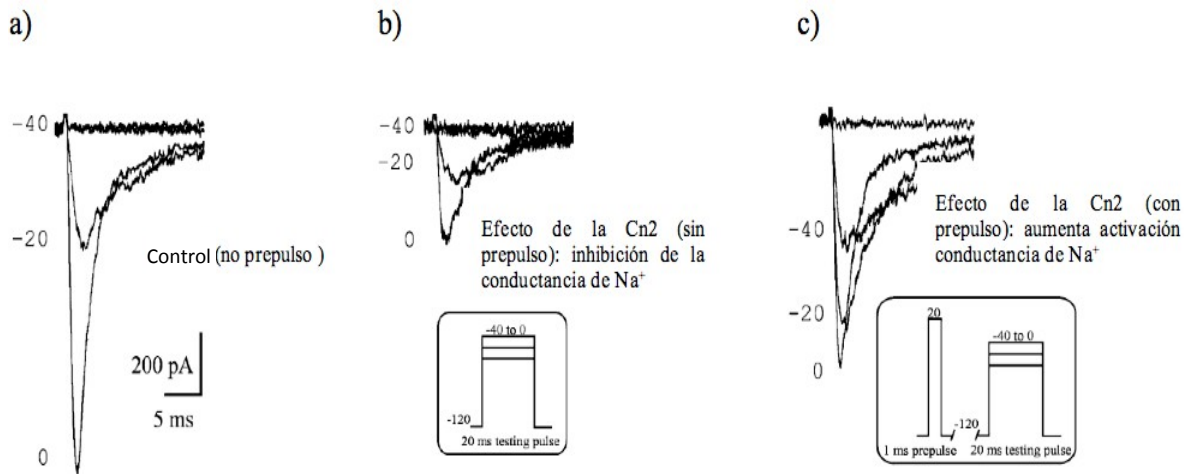 a)
-40
-20
0
Control (no prepulso )
200 pA
5 ms
b)
-40
-20
0
Efecto de la Cn2 (sin
prepulso): inhibición de la
conductancia de Na+
-40 to 0
-120
20 ms testing pulse
c)
-40
-20
0
Efecto de la Cn2 (con
prepulso): aumenta activación
conductancia de Na+
20
-40 to 0
-120
1 ms prepulse
20 ms testing pulse